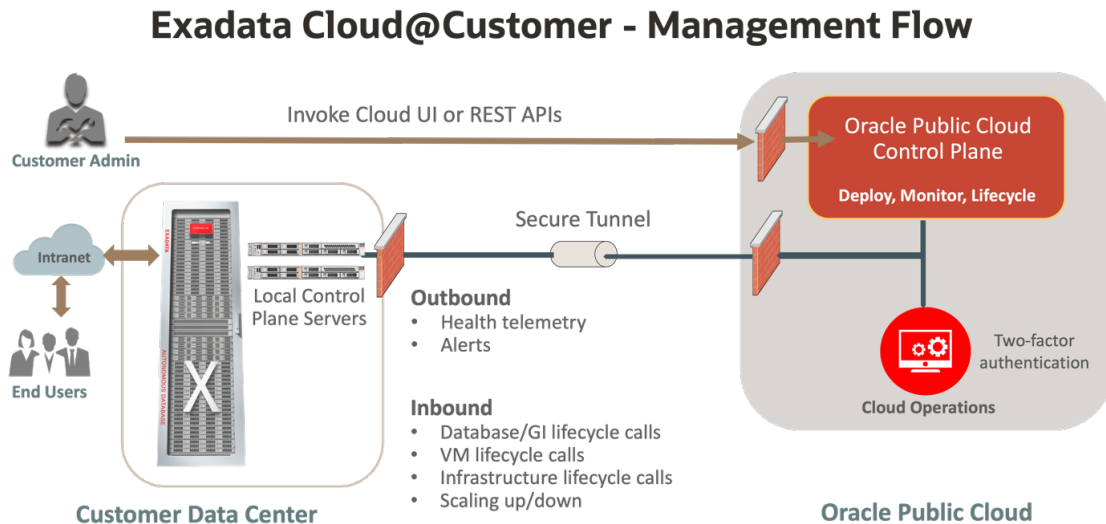 Exadata Cloud@Customer - Management Flow
Customer Admin
Invoke Cloud UI or REST APIs
Oracle Public Cloud
Control Plane
Deploy, Monitor, Lifecycle
Intranet
End Users
EXADATA
AUTONOMOUS DATABASE
X
Local Control
Plane Servers
Secure Tunnel
Outbound
• Health telemetry
• Alerts
Inbound
• Database/GI lifecycle calls
• VM lifecycle calls
• Infrastructure lifecycle calls
• Scaling up/down
Two-factor
authentication
Cloud Operations
Customer Data Center
Oracle Public Cloud